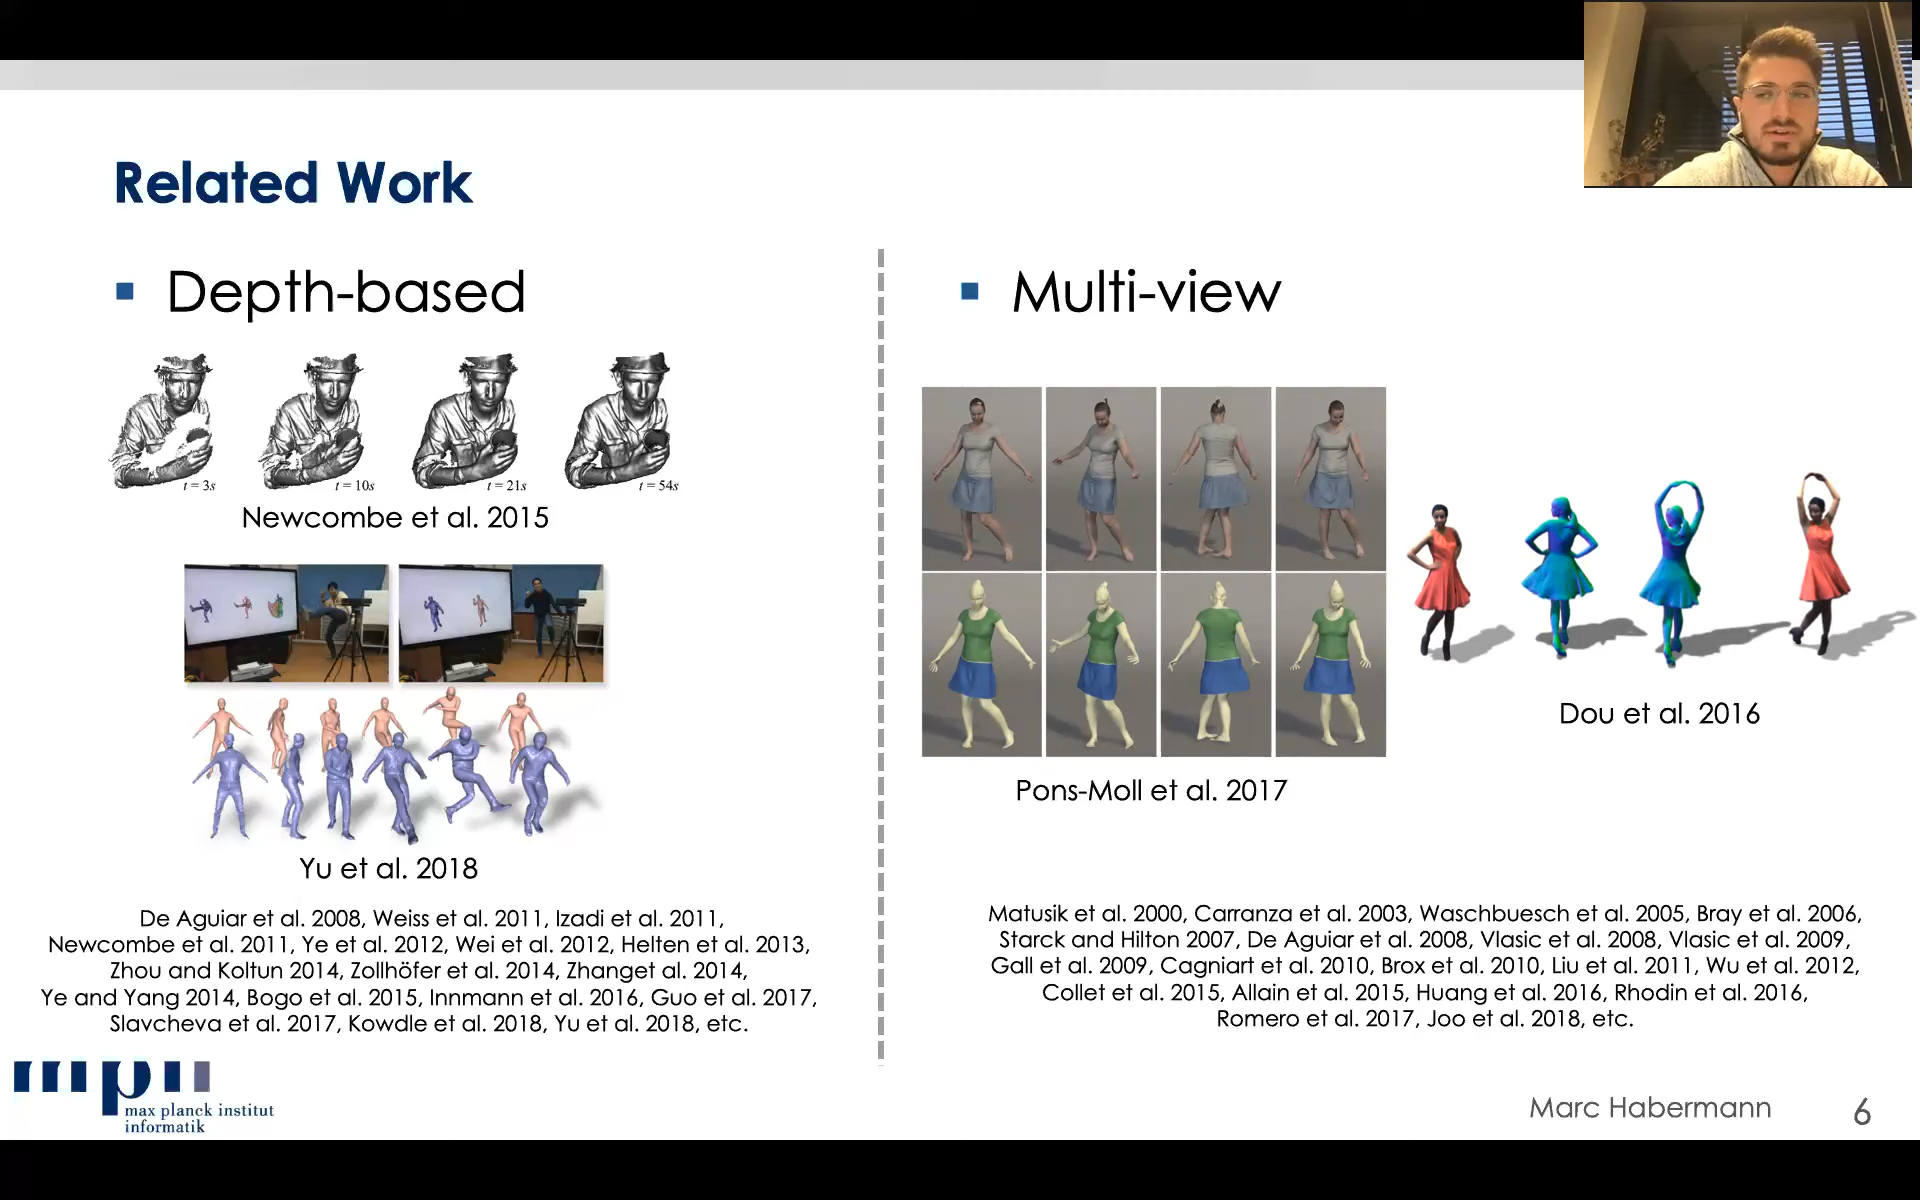 Related Work
Depth-based
t = 3s
t = 10s
t = 21s
t = 54s
Newcombe et al. 2015
Yu et al. 2018
De Aguiar et al. 2008, Weiss et al. 2011, Izadi et al. 2011,
Newcombe et al. 2011, Ye et al. 2012, Wei et al. 2012, Helten et al. 2013,
Zhou and Koltun 2014, Zollhöfer et al. 2014, Zhanget al. 2014,
Ye and Yang 2014, Bogo et al. 2015, Innmann et al. 2016, Guo et al. 2017,
Slavcheva et al. 2017, Kowdle et al. 2018, Yu et al. 2018, etc.
Multi-view
Pons-Moll et al. 2017
Dou et al. 2016
Matusik et al. 2000, Carranza et al. 2003, Waschbuesch et al. 2005, Bray et al. 2006,
Starck and Hilton 2007, De Aguiar et al. 2008, Vlasic et al. 2008, Vlasic et al. 2009,
Gall et al. 2009, Cagniart et al. 2010, Brox et al. 2010, Liu et al. 2011, Wu et al. 2012,
Collet et al. 2015, Allain et al. 2015, Huang et al. 2016, Rhodin et al. 2016,
Romero et al. 2017, Joo et al. 2018, etc.
mpii
max planck institut
informatik
Marc Habermann
6